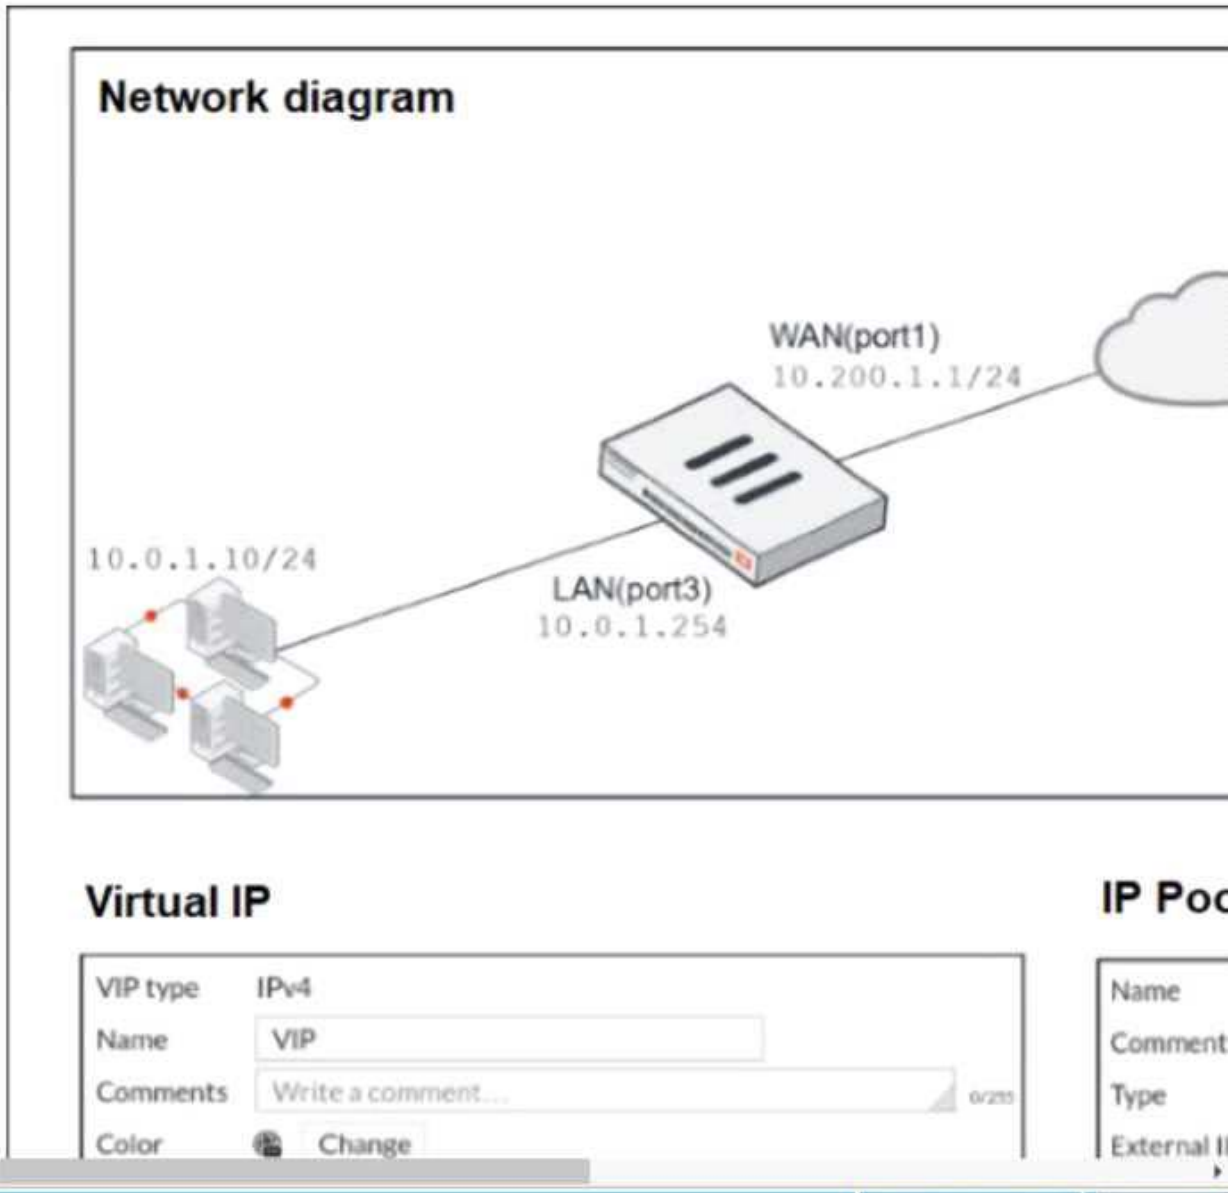 Network diagram
WAN(port1)
10.200.1.1/24
10.0.1.10/24
LAN(port3)
10.0.1.254
Virtual IP
VIP type IPv4
Name VIP
Comments Write a comment... 0/255
Color Change
IP Poo
Name
Comment
Type
External I